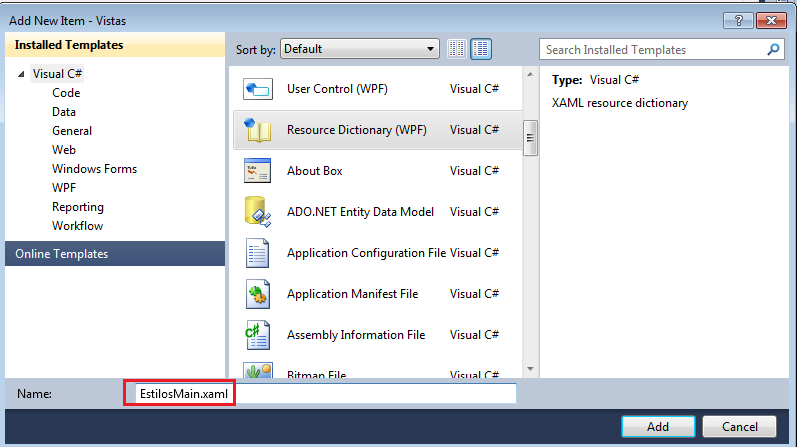 Add New Item - Vistas
Installed Templates
Visual C#
Code
Data
General
Web
Windows Forms
WPF
Reporting
Workflow
Online Templates
Sort by: Default
Search Installed Templates
User Control (WPF) Visual C#
Resource Dictionary (WPF) Visual C#
About Box Visual C#
ADO.NET Entity Data Model Visual C#
Application Configuration File Visual C#
Application Manifest File Visual C#
Assembly Information File Visual C#
Bitmap File Visual C#
Type: Visual C#
XAML resource dictionary
Name: EstilosMain.xaml
Add Cancel